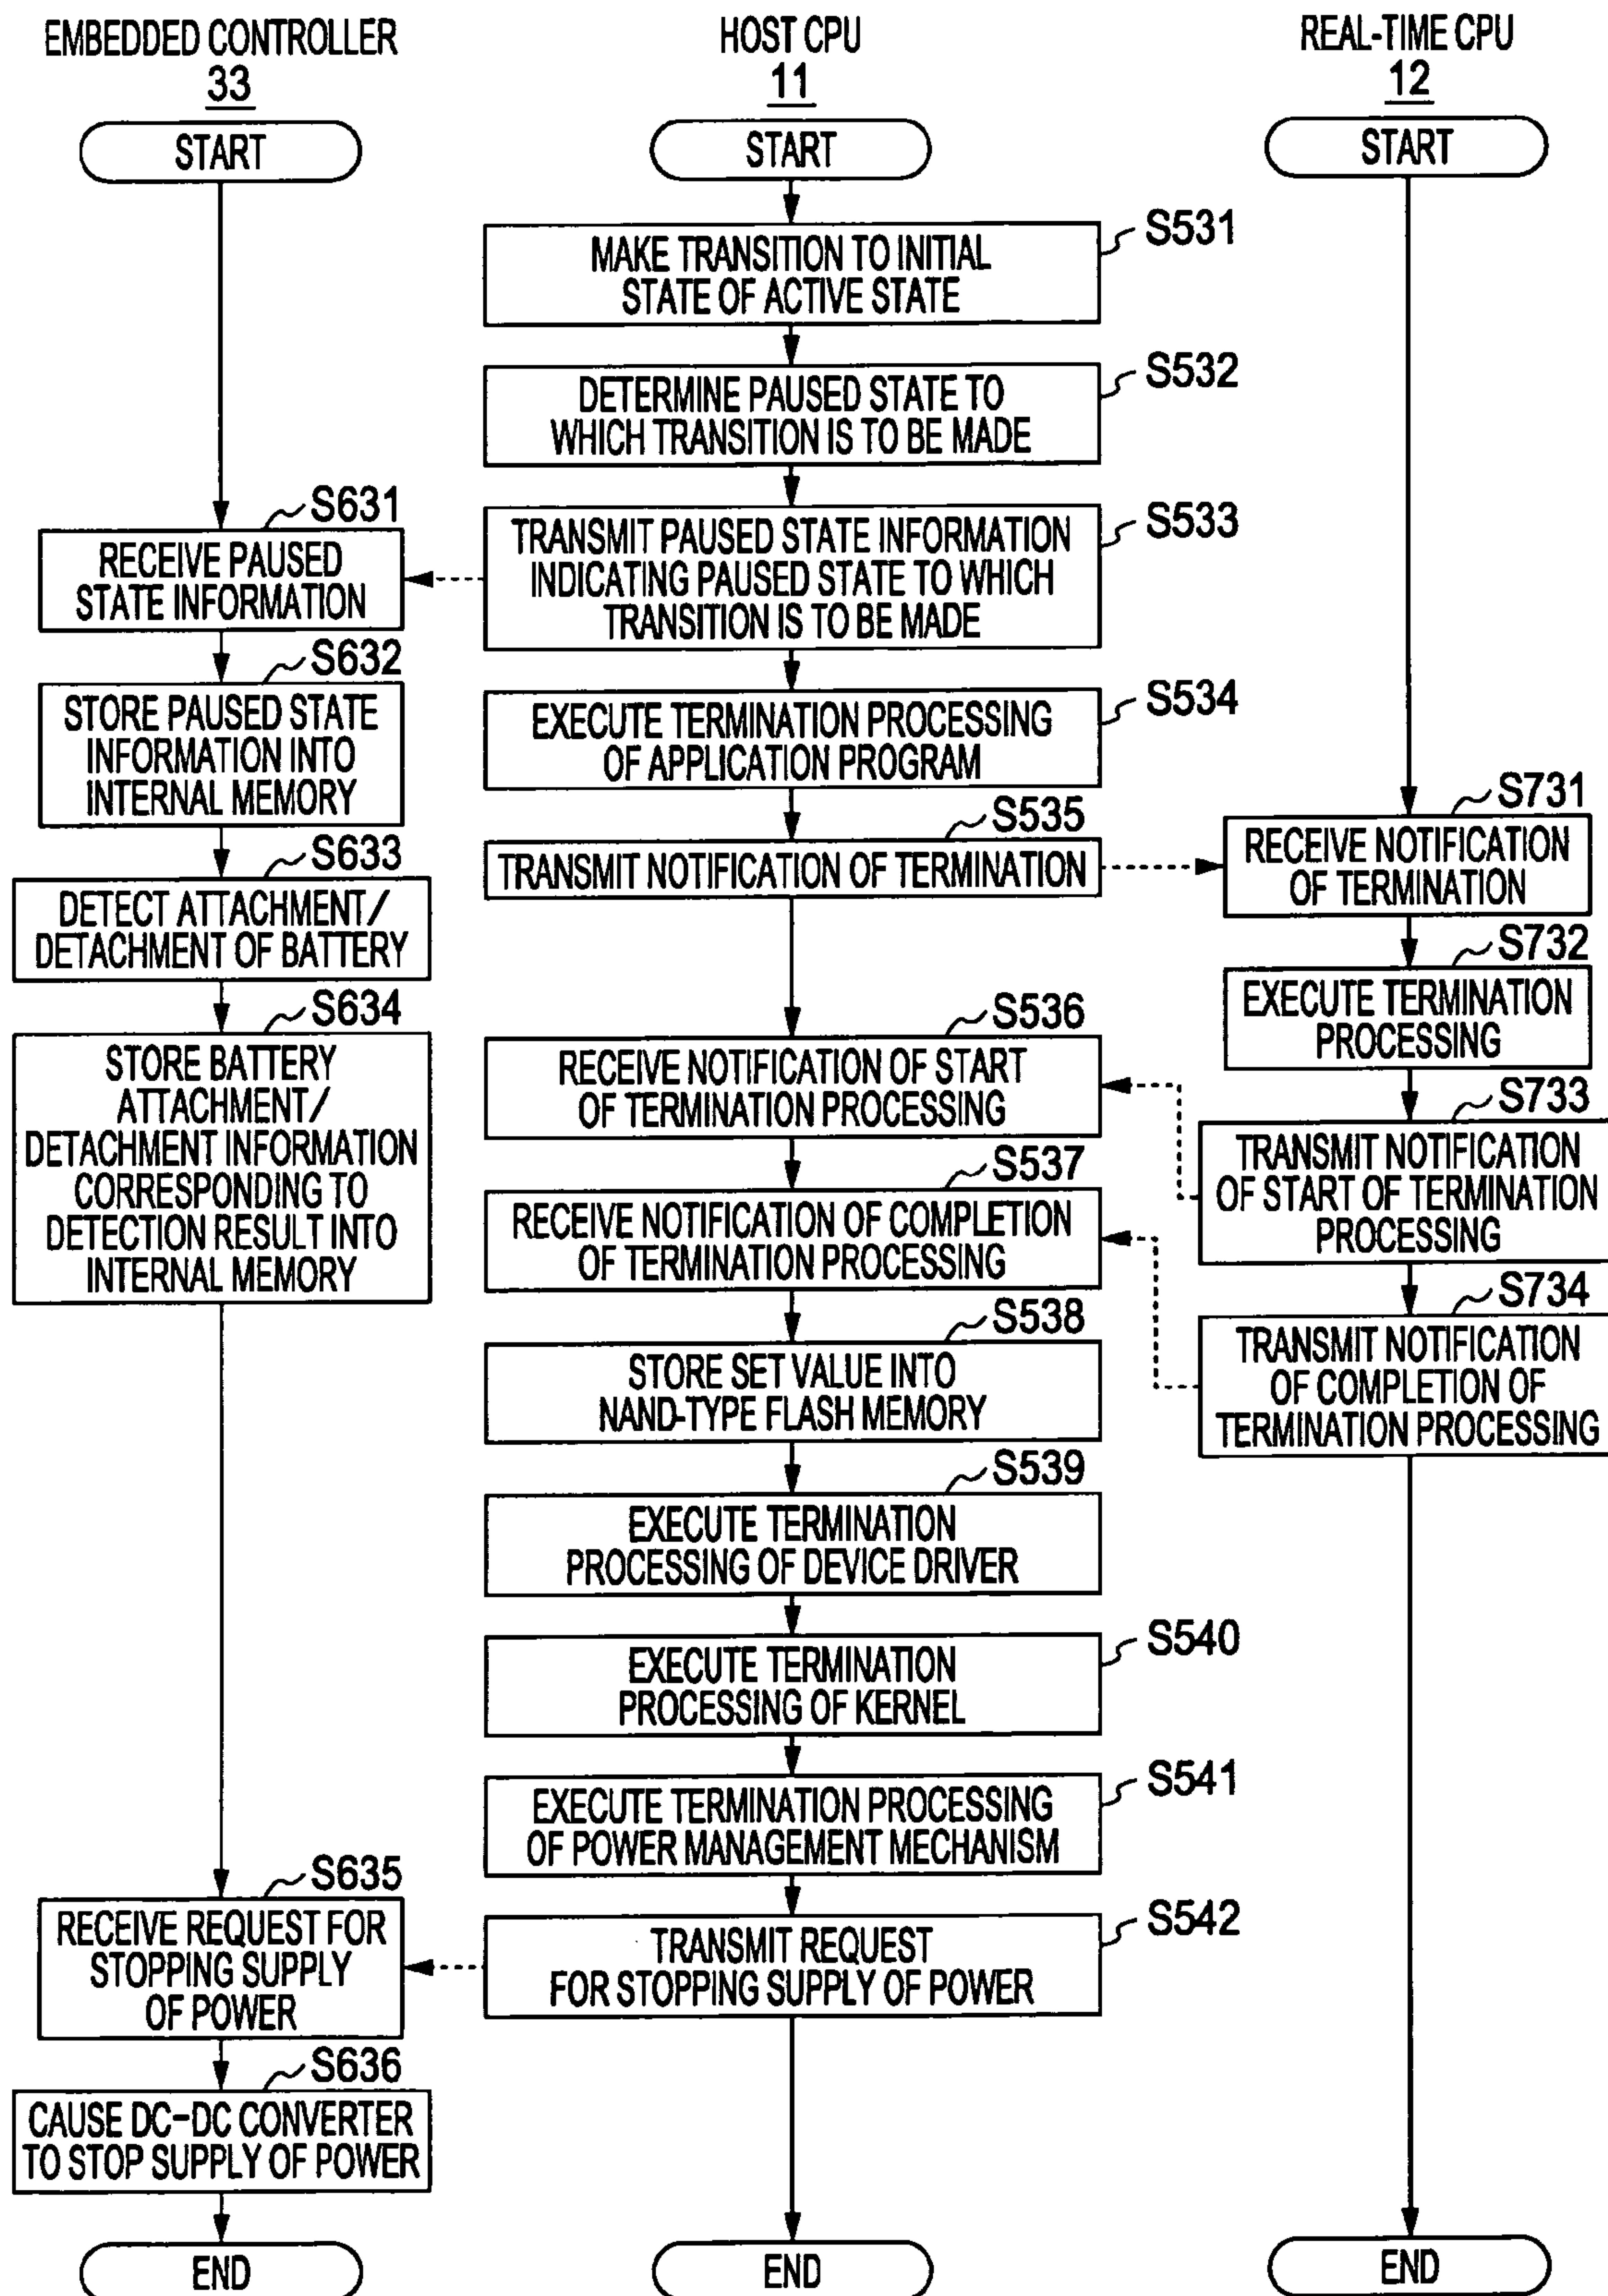 EMBEDDED CONTROLLER
33
START
S631
RECEIVE PAUSED
STATE INFORMATION
S632
STORE PAUSED STATE
INFORMATION INTO
INTERNAL MEMORY
S633
DETECT ATTACHMENT/
DETACHMENT OF BATTERY
S634
STORE BATTERY
ATTACHMENT/
DETACHMENT INFORMATION
CORRESPONDING TO
DETECTION RESULT INTO
INTERNAL MEMORY
S635
RECEIVE REQUEST FOR
STOPPING SUPPLY
OF POWER
S636
CAUSE DC-DC CONVERTER
TO STOP SUPPLY OF POWER
END
HOST CPU
11
START
S531
MAKE TRANSITION TO INITIAL
STATE OF ACTIVE STATE
S532
DETERMINE PAUSED STATE TO
WHICH TRANSITION IS TO BE MADE
S533
TRANSMIT PAUSED STATE INFORMATION
INDICATING PAUSED STATE TO WHICH
TRANSITION IS TO BE MADE
S534
EXECUTE TERMINATION PROCESSING
OF APPLICATION PROGRAM
S535
TRANSMIT NOTIFICATION OF TERMINATION
S536
RECEIVE NOTIFICATION OF START
OF TERMINATION PROCESSING
S537
RECEIVE NOTIFICATION OF COMPLETION
OF TERMINATION PROCESSING
S538
STORE SET VALUE INTO
NAND-TYPE FLASH MEMORY
S539
EXECUTE TERMINATION
PROCESSING OF DEVICE DRIVER
S540
EXECUTE TERMINATION
PROCESSING OF KERNEL
S541
EXECUTE TERMINATION PROCESSING
OF POWER MANAGEMENT MECHANISM
S542
TRANSMIT REQUEST
FOR STOPPING SUPPLY OF POWER
END
REAL-TIME CPU
12
START
S731
RECEIVE NOTIFICATION
OF TERMINATION
S732
EXECUTE TERMINATION
PROCESSING
S733
TRANSMIT NOTIFICATION
OF START OF TERMINATION
PROCESSING
S734
TRANSMIT NOTIFICATION
OF COMPLETION OF
TERMINATION PROCESSING
END